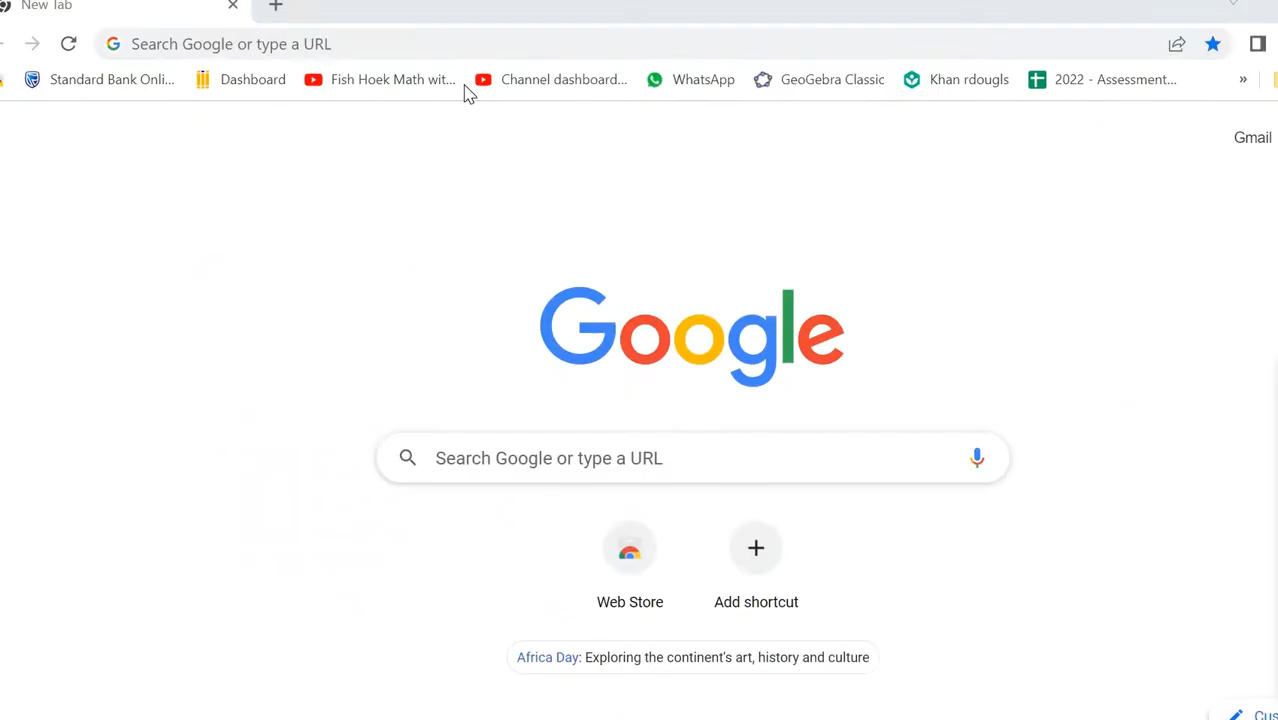 New Tab
Search Google or type a URL
Standard Bank Onli... Dashboard Fish Hoek Math wit... Channel dashboard... WhatsApp GeoGebra Classic Khan rdougls 2022 - Assessment... »
Gmail
Google
Search Google or type a URL
Web Store Add shortcut
Africa Day: Exploring the continent's art, history and culture
Cus